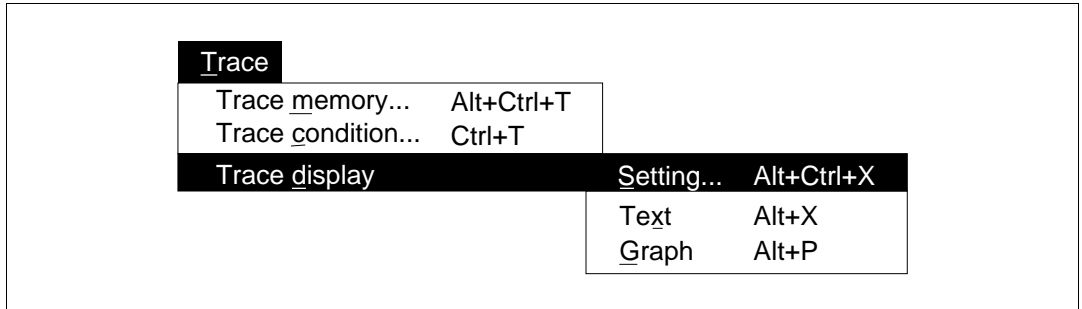 Trace
Trace memory... Alt+Ctrl+T
Trace condition... Ctrl+T
Trace display Setting... Alt+Ctrl+X
Text Alt+X
Graph Alt+P